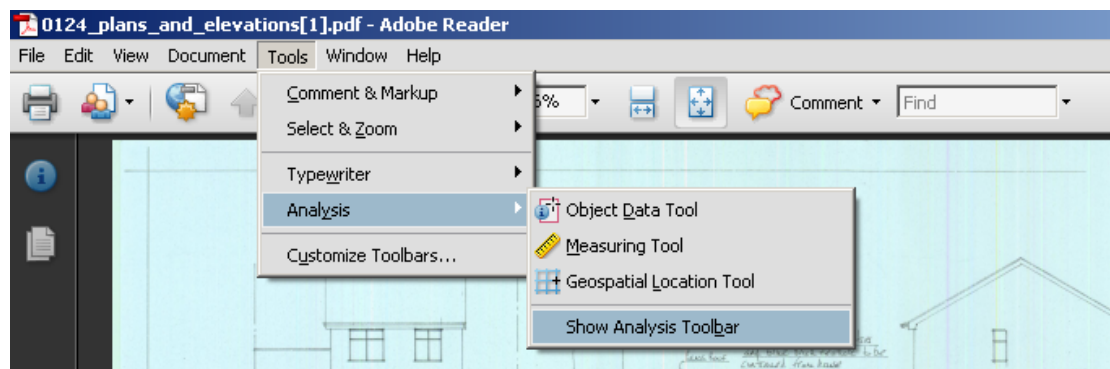 0124_plans_and_elevations[1].pdf - Adobe Reader
File Edit View Document Tools Window Help
5% Comment Find
Comment & Markup
Select & Zoom
Typewriter
Analysis
Customize Toolbars...
Object Data Tool
Measuring Tool
Geospatial Location Tool
Show Analysis Toolbar